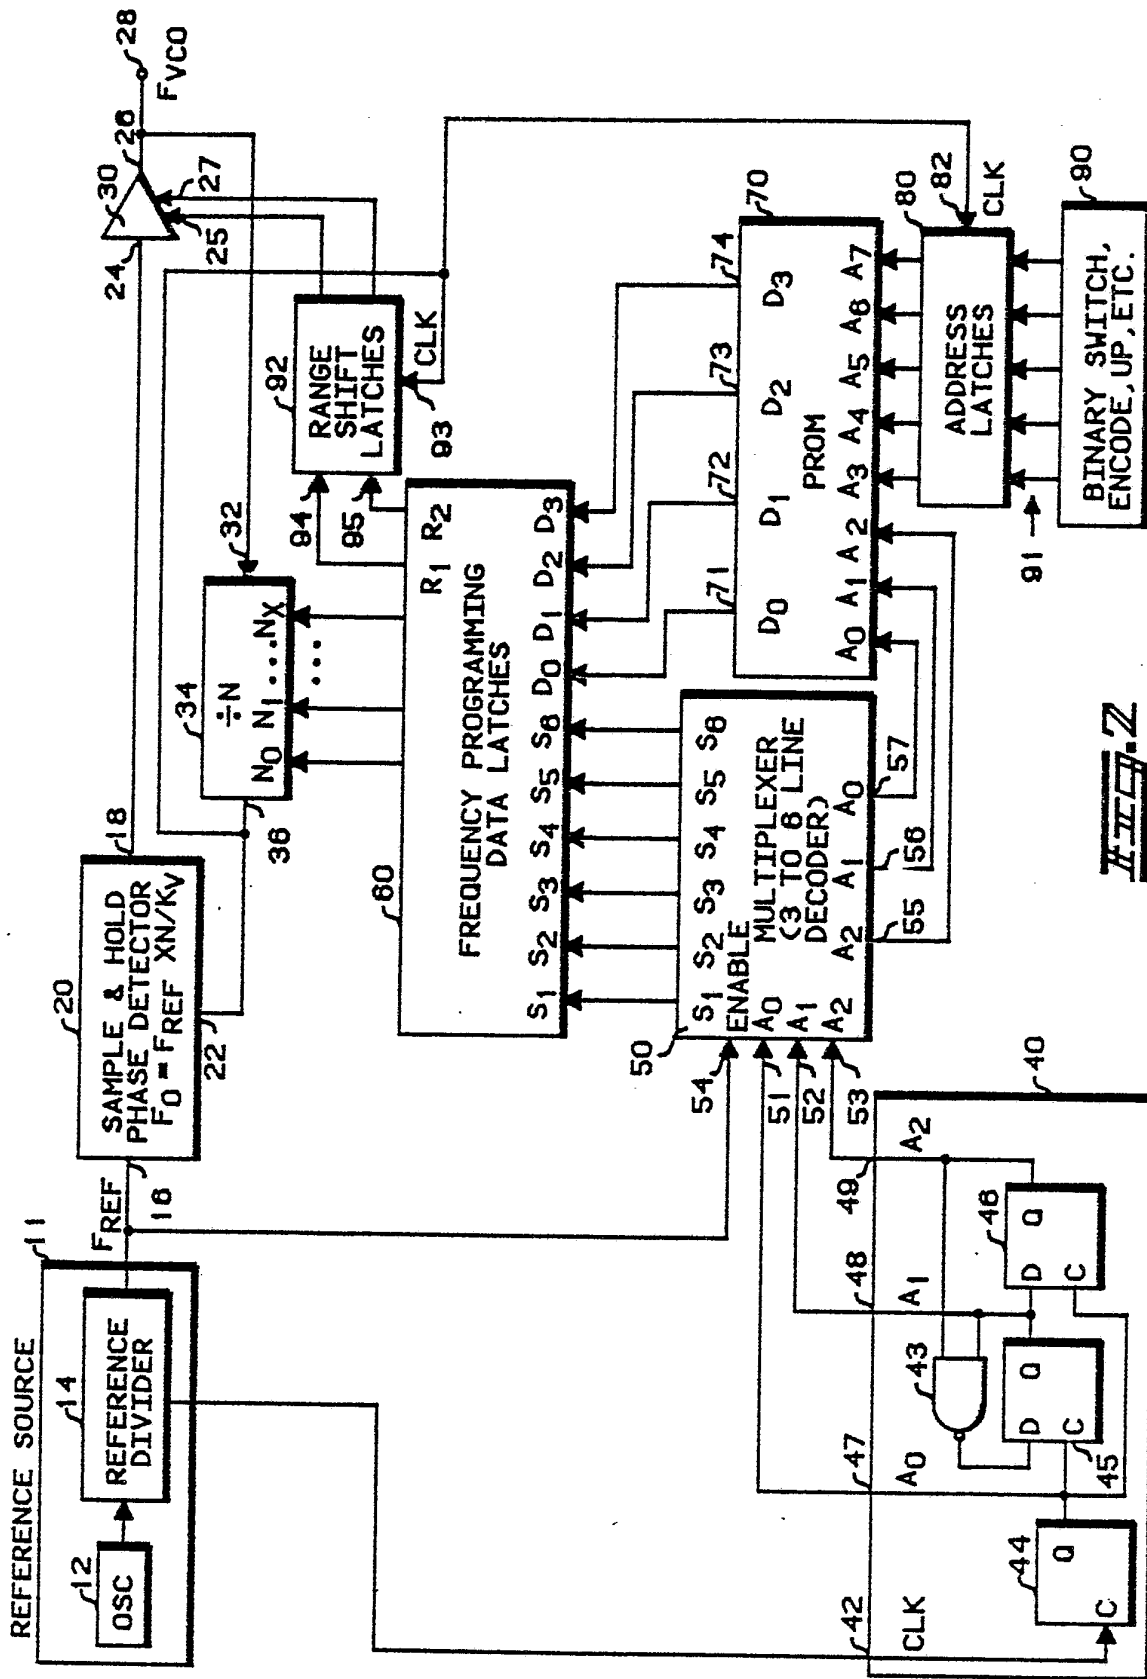 REFERENCE SOURCE
11
12
OSC
14
REFERENCE
DIVIDER
FREF
16
20
SAMPLE & HOLD
PHASE DETECTOR
FO = FREF XN/KV
22
18
24
30
26
28
FVCO
25
27
34
÷N
N0 N1 ... NX
...
32
36
92
RANGE
SHIFT
LATCHES
CLK
93
94
95
60
R1 R2
FREQUENCY PROGRAMMING
DATA LATCHES
S1 S2 S3 S4 S5 S6 D0 D1 D2 D3
50
S1 S2 S3 S4 S5 S6
ENABLE
MULTIPLEXER
(3 TO 6 LINE
DECODER)
A0
A1
A2
A2 A1 A0
54
51
52
53
55
56
57
71
72
73
74
70
D0 D1 D2 D3
PROM
A0 A1 A2 A3 A4 A5 A6 A7
80
ADDRESS
LATCHES
82
CLK
91
90
BINARY SWITCH,
ENCODE, UP, ETC.
40
42
CLK
47
A0
48
A1
49
A2
43
44
C
Q
45
D
Q
C
46
D
Q
C
FIG. 2